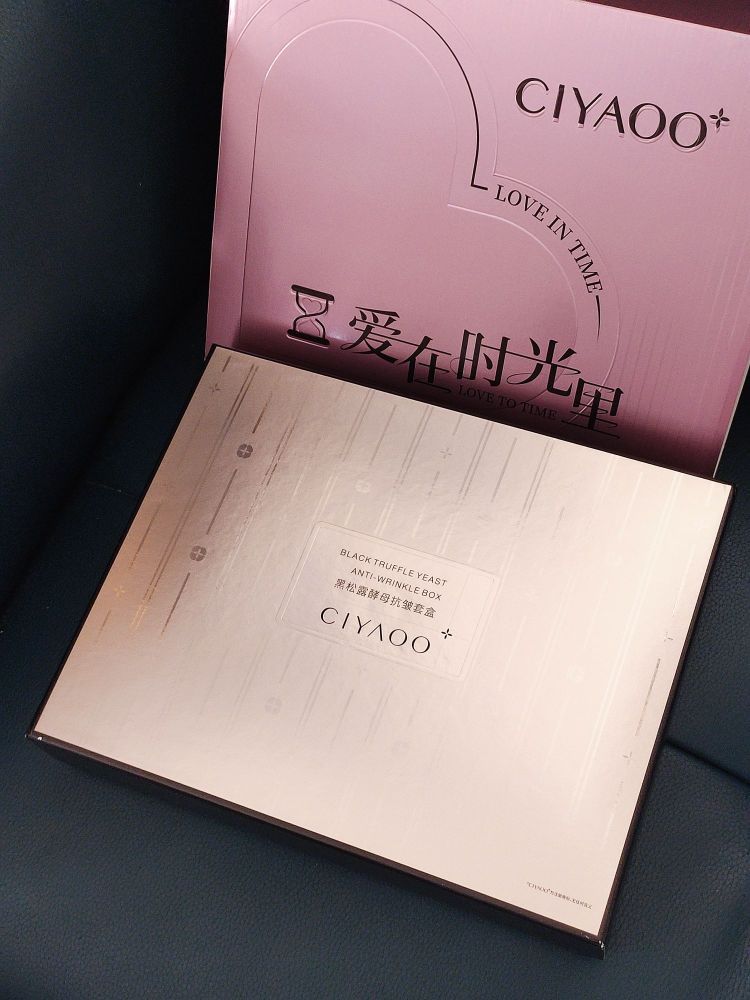 CIYAOO
LOVE IN TIME
爱在时光里
LOVE TO TIME
BLACK TRUFFLE YEAST
ANTI-WRINKLE BOX
黑松露酵母抗皱套盒
CIYAOO